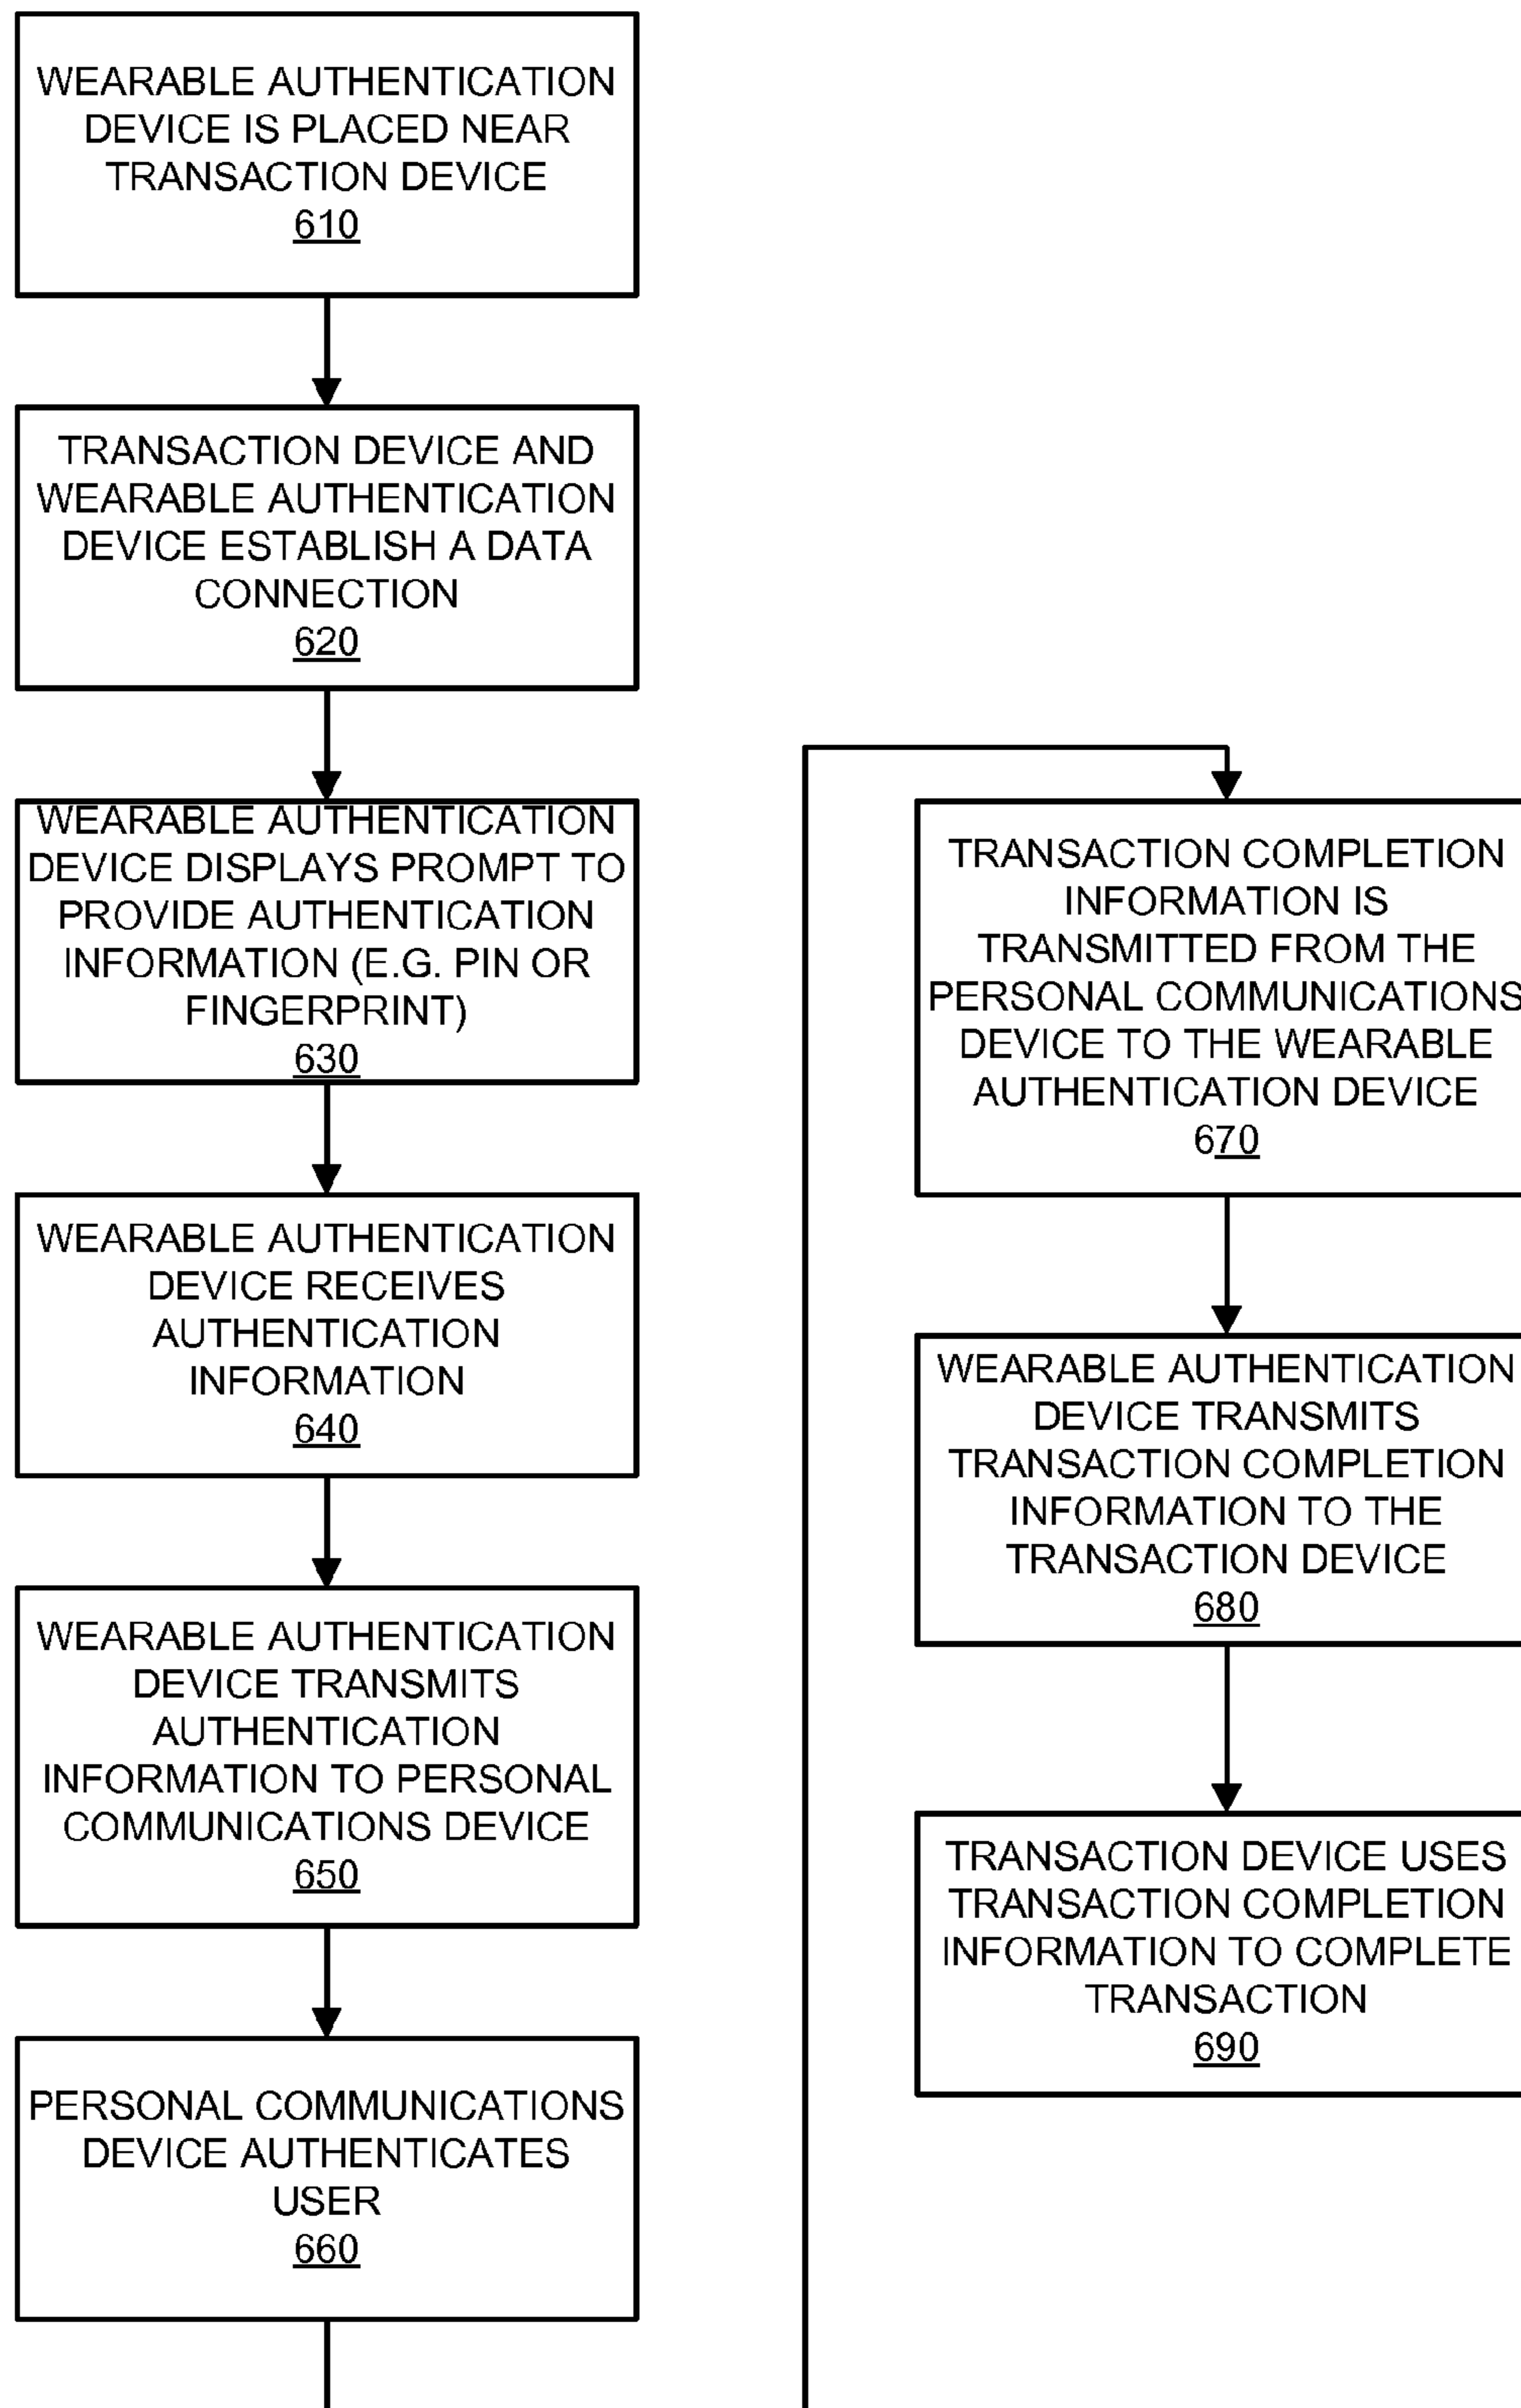 WEARABLE AUTHENTICATION
DEVICE IS PLACED NEAR
TRANSACTION DEVICE
610
TRANSACTION DEVICE AND
WEARABLE AUTHENTICATION
DEVICE ESTABLISH A DATA
CONNECTION
620
WEARABLE AUTHENTICATION
DEVICE DISPLAYS PROMPT TO
PROVIDE AUTHENTICATION
INFORMATION (E.G. PIN OR
FINGERPRINT)
630
WEARABLE AUTHENTICATION
DEVICE RECEIVES
AUTHENTICATION
INFORMATION
640
WEARABLE AUTHENTICATION
DEVICE TRANSMITS
AUTHENTICATION
INFORMATION TO PERSONAL
COMMUNICATIONS DEVICE
650
PERSONAL COMMUNICATIONS
DEVICE AUTHENTICATES
USER
660
TRANSACTION COMPLETION
INFORMATION IS
TRANSMITTED FROM THE
PERSONAL COMMUNICATIONS
DEVICE TO THE WEARABLE
AUTHENTICATION DEVICE
670
WEARABLE AUTHENTICATION
DEVICE TRANSMITS
TRANSACTION COMPLETION
INFORMATION TO THE
TRANSACTION DEVICE
680
TRANSACTION DEVICE USES
TRANSACTION COMPLETION
INFORMATION TO COMPLETE
TRANSACTION
690